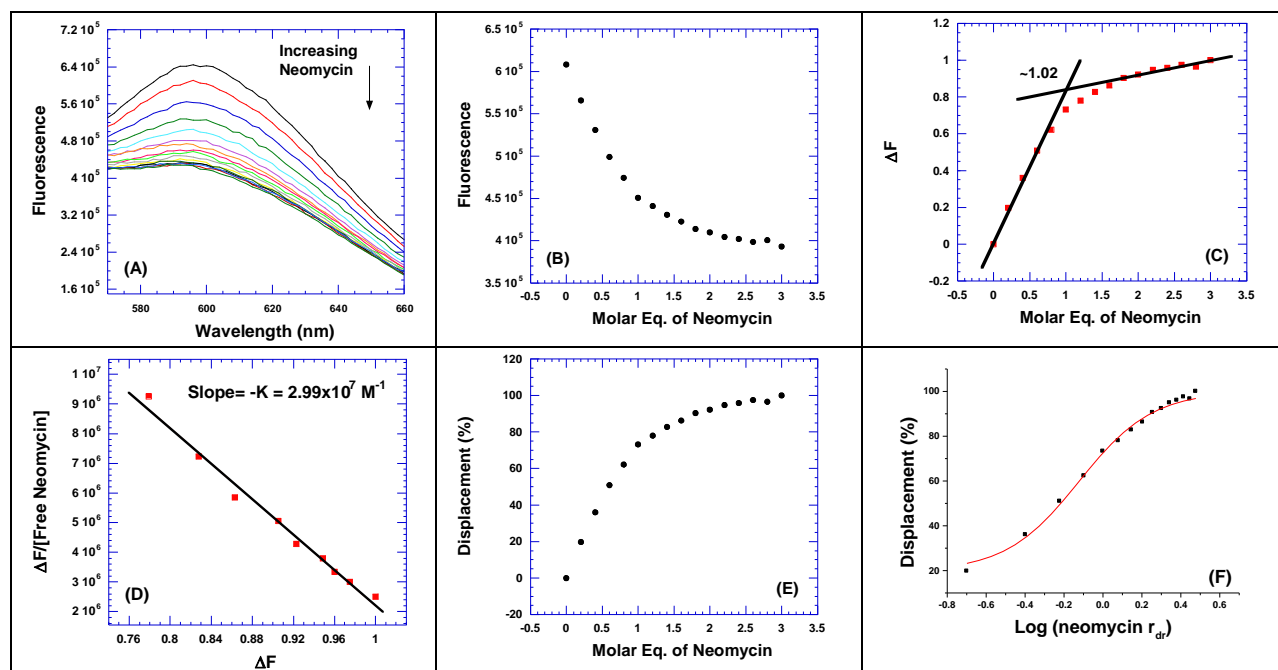 7.2 10⁵
6.4 10⁵
5.6 10⁵
4.8 10⁵
4 10⁵
3.2 10⁵
2.4 10⁵
1.6 10⁵
Fluorescence
Increasing
Neomycin
(A)
580 600 620 640 660
Wavelength (nm)
6.5 10⁵
6 10⁵
5.5 10⁵
5 10⁵
4.5 10⁵
4 10⁵
3.5 10⁵
Fluorescence
(B)
-0.5 0 0.5 1 1.5 2 2.5 3 3.5
Molar Eq. of Neomycin
1
0.8
0.6
0.4
0.2
0
-0.2
ΔF
~1.02
(C)
-0.5 0 0.5 1 1.5 2 2.5 3 3.5
Molar Eq. of Neomycin
1 10⁷
9 10⁶
8 10⁶
7 10⁶
6 10⁶
5 10⁶
4 10⁶
3 10⁶
2 10⁶
ΔF/[Free Neomycin]
Slope= -K = 2.99x10⁷ M⁻¹
(D)
0.76 0.8 0.84 0.88 0.92 0.96 1
ΔF
120
100
80
60
40
20
0
-20
Displacement (%)
(E)
-0.5 0 0.5 1 1.5 2 2.5 3 3.5
Molar Eq. of Neomycin
100
80
60
40
20
Displacement (%)
(F)
-0.8 -0.4 0.0 0.4 0.6
Log (neomycin r_dr)